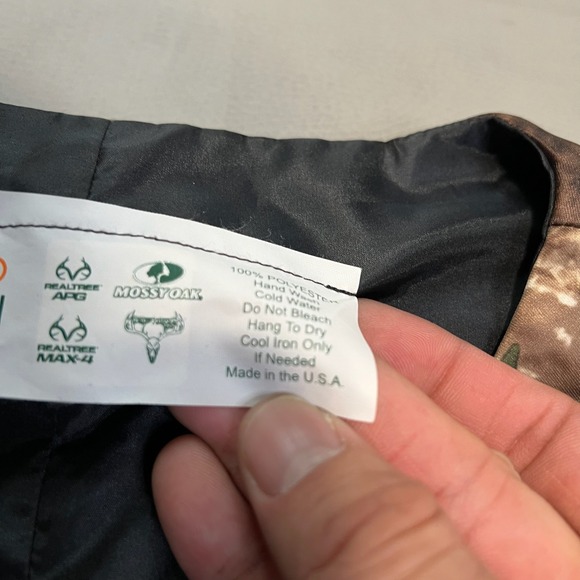 REALTREE
APG
MOSSY OAK
REALTREE
MAX-4
100% POLYESTER
Hand Wash
Cold Water
Do Not Bleach
Hang To Dry
Cool Iron Only
If Needed
Made in the U.S.A.